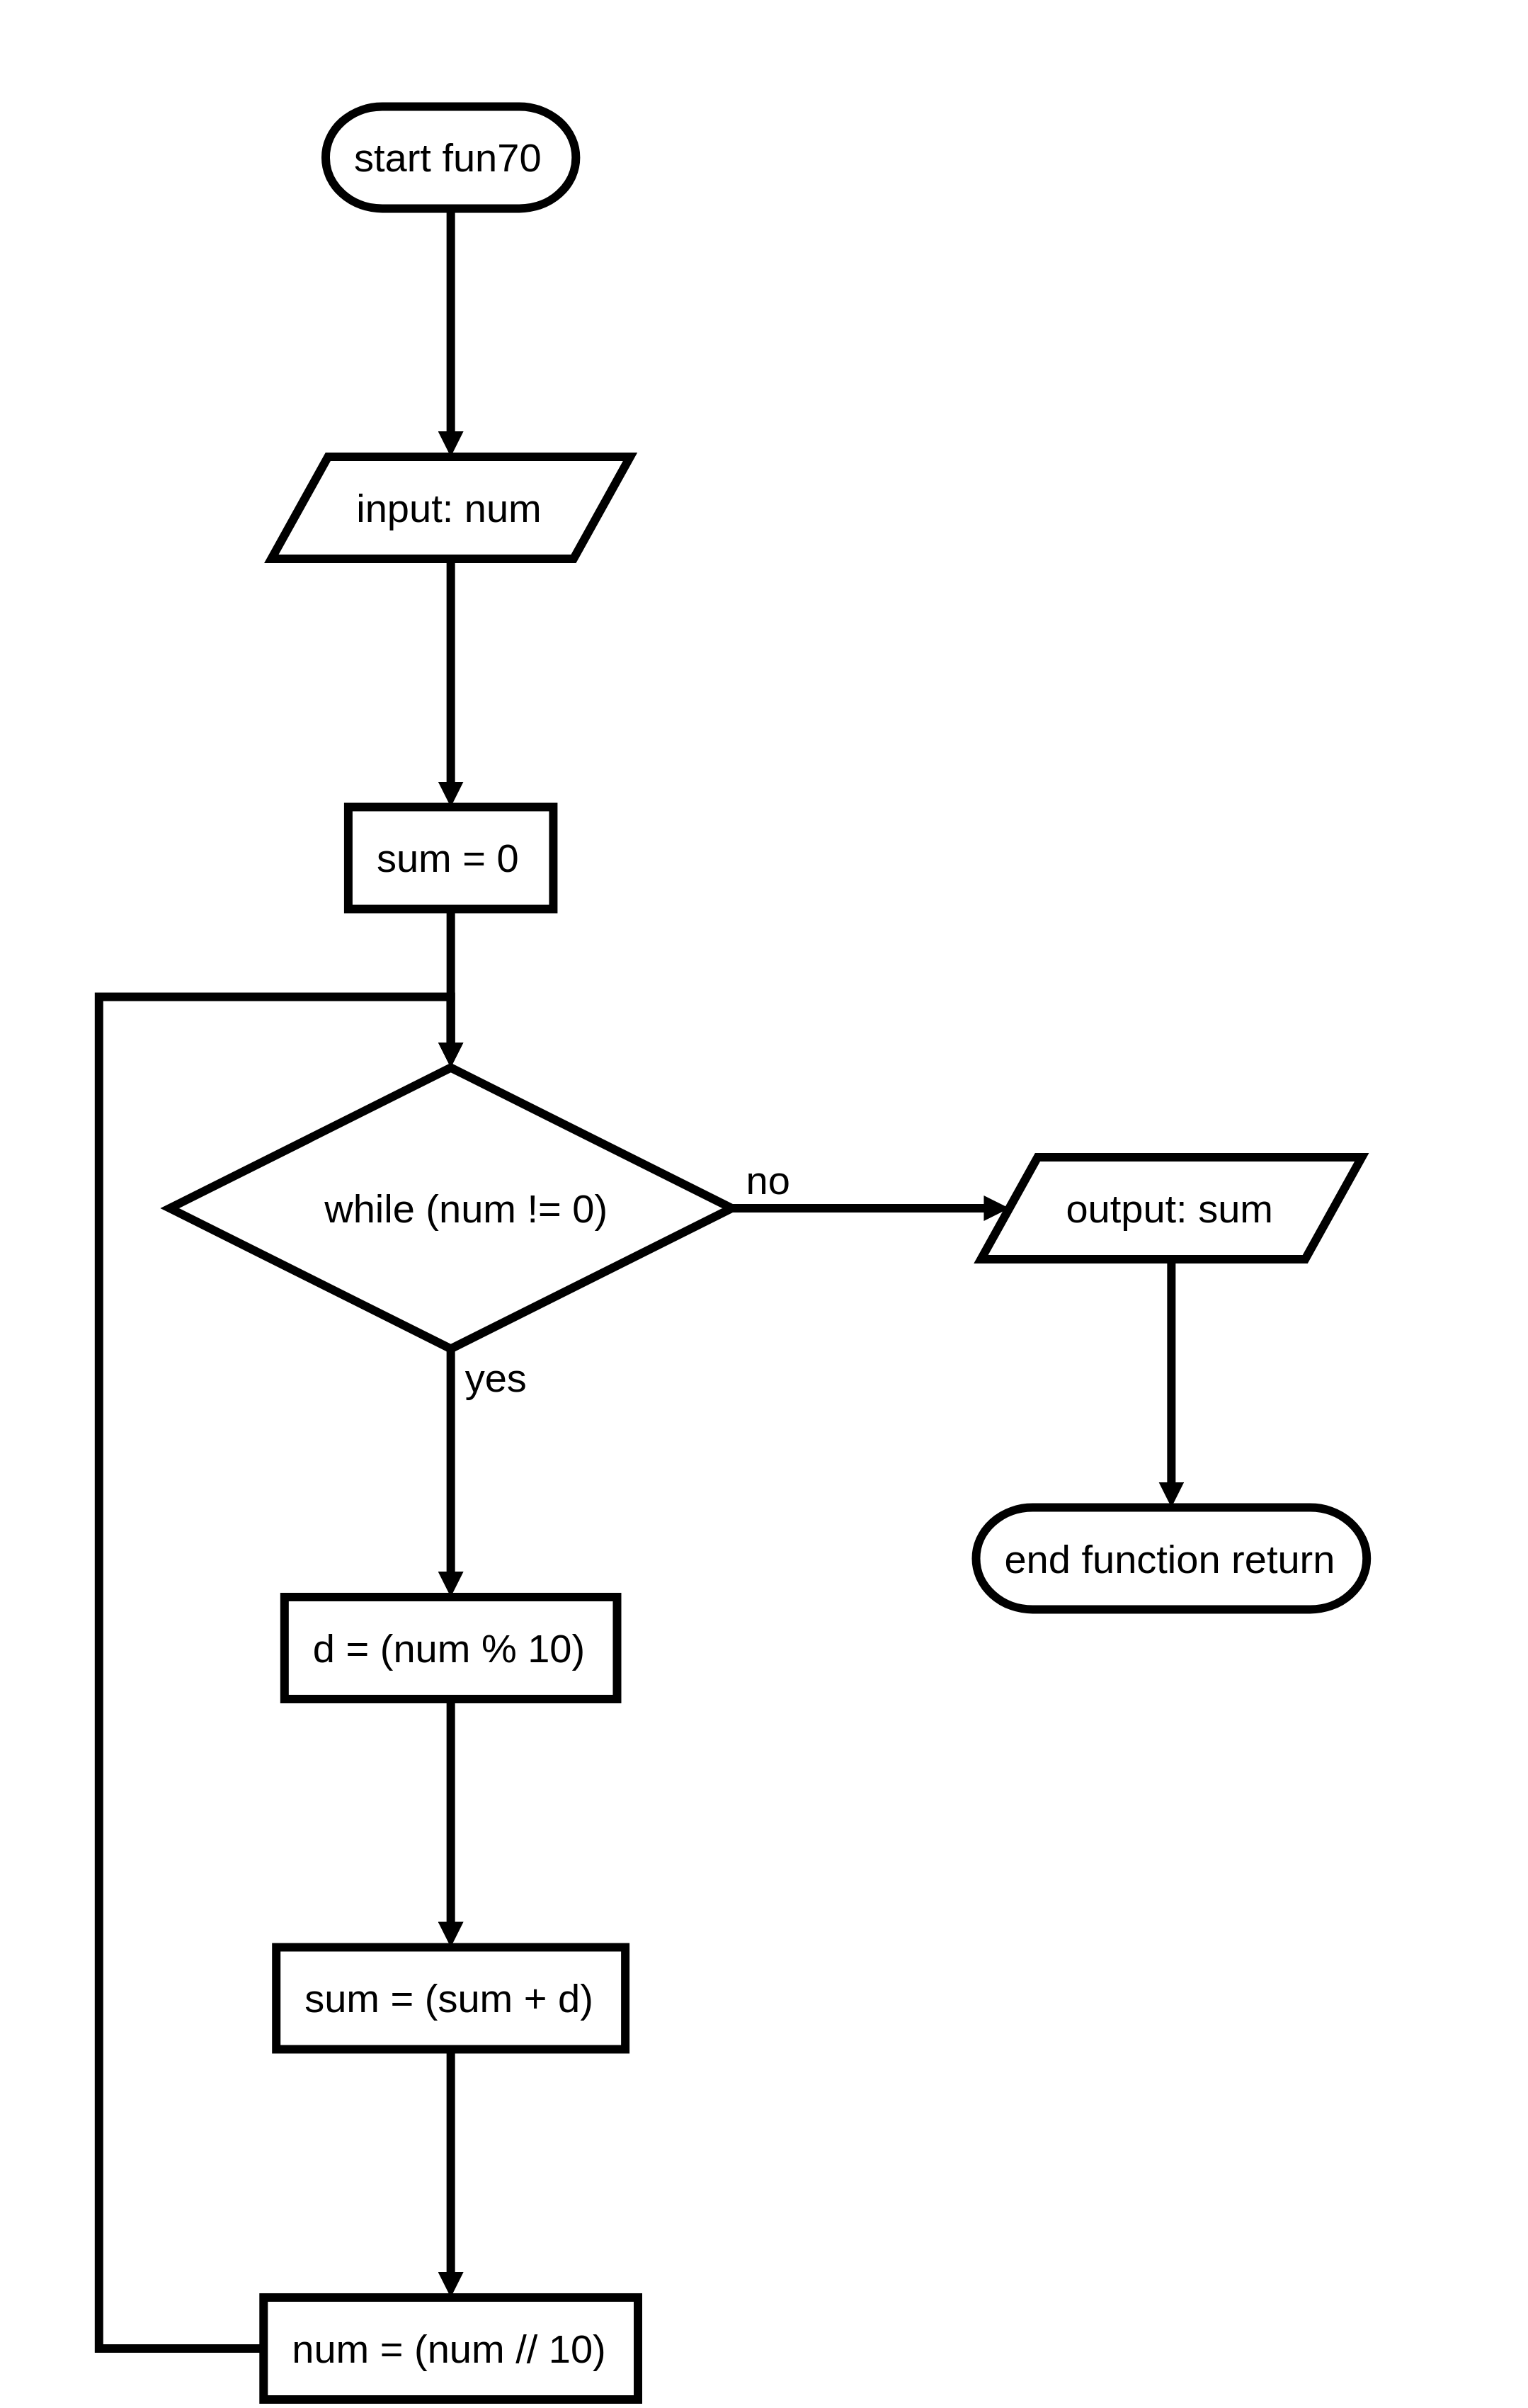 start fun70
input: num
sum = 0
while (num != 0)
no
output: sum
yes
end function return
d = (num % 10)
sum = (sum + d)
num = (num // 10)